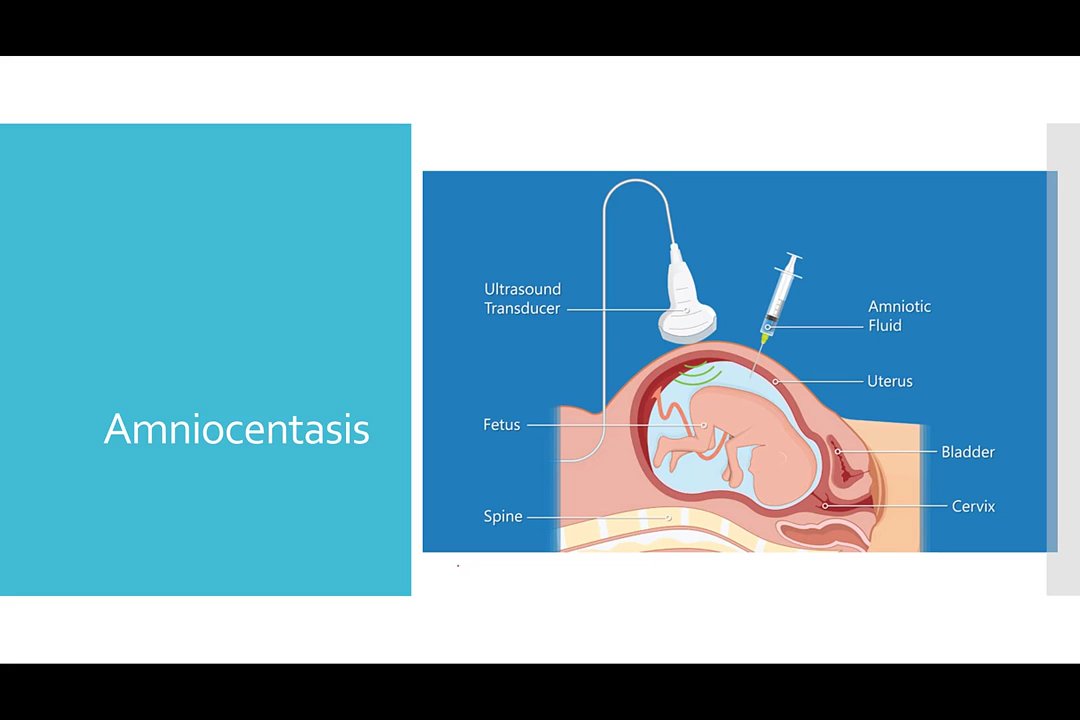 Amniocentasis
Ultrasound
Transducer
Amniotic
Fluid
Uterus
Fetus
Bladder
Cervix
Spine